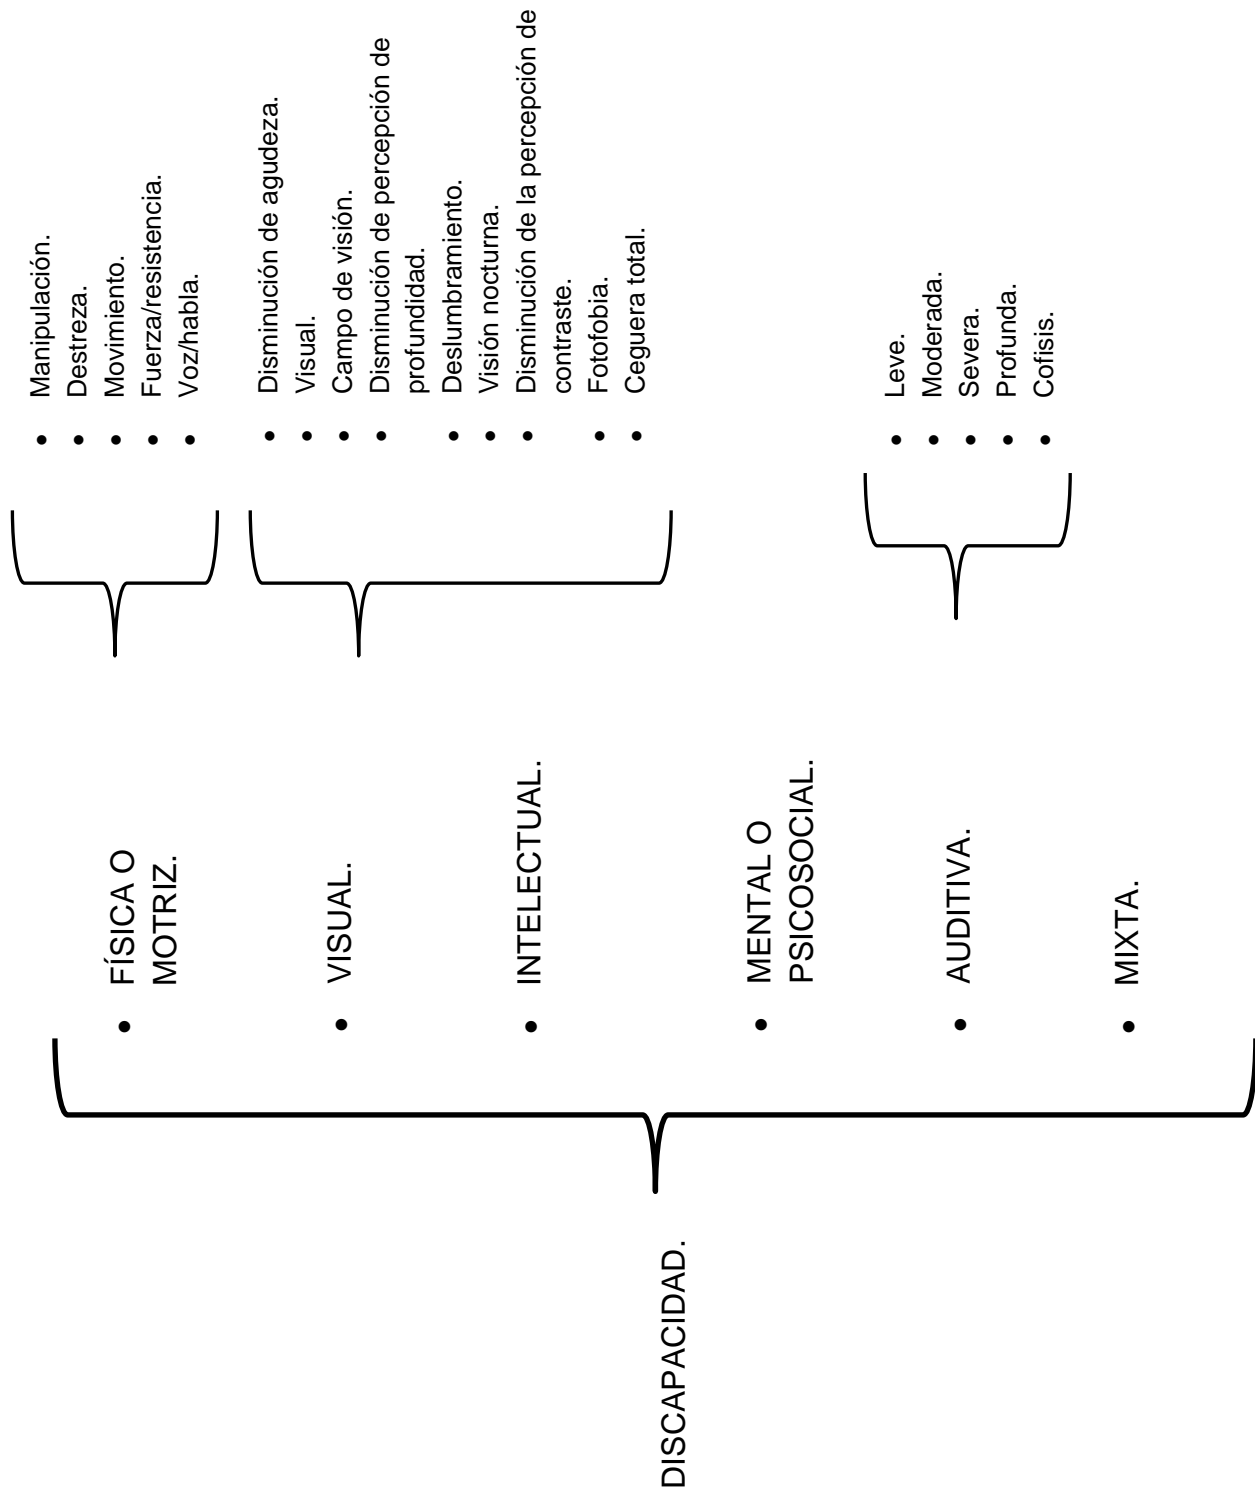 DISCAPACIDAD.
• FÍSICA O
MOTRIZ.
• Manipulación.
• Destreza.
• Movimiento.
• Fuerza/resistencia.
• Voz/habla.
• VISUAL.
• Disminución de agudeza.
• Visual.
• Campo de visión.
• Disminución de percepción de
profundidad.
• Deslumbramiento.
• Visión nocturna.
• Disminución de la percepción de
contraste.
• Fotofobia.
• Ceguera total.
• INTELECTUAL.
• MENTAL O
PSICOSOCIAL.
• AUDITIVA.
• Leve.
• Moderada.
• Severa.
• Profunda.
• Cofisis.
• MIXTA.